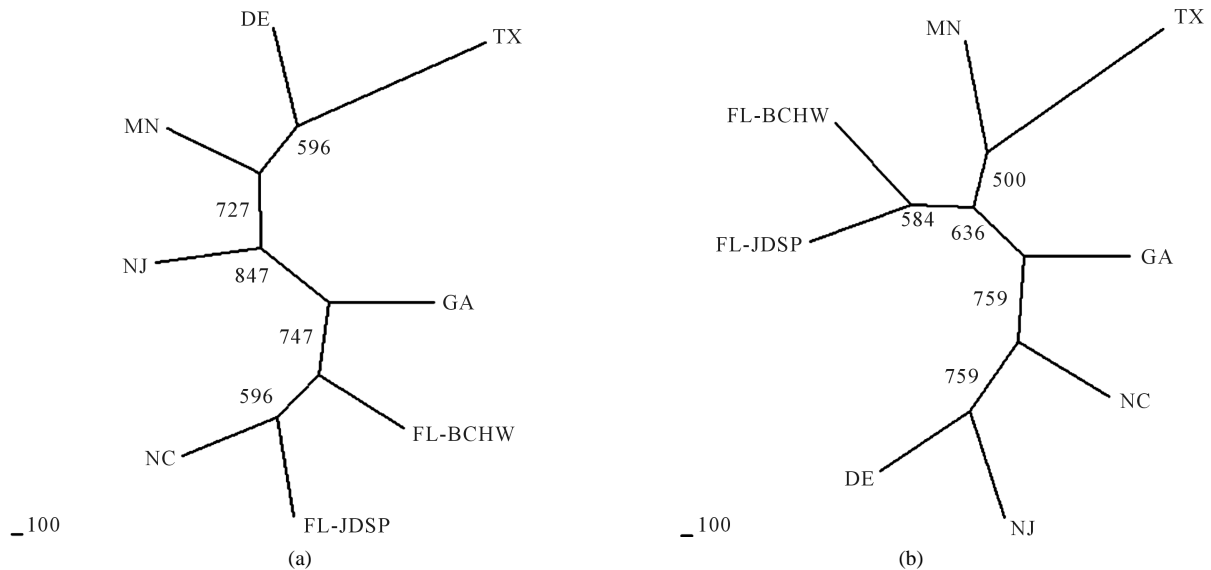 DE
TX
MN
596
727
NJ
847
GA
747
596
FL-BCHW
NC
FL-JDSP
100
(a)
TX
MN
FL-BCHW
500
584
636
FL-JDSP
GA
759
759
NC
DE
NJ
100
(b)